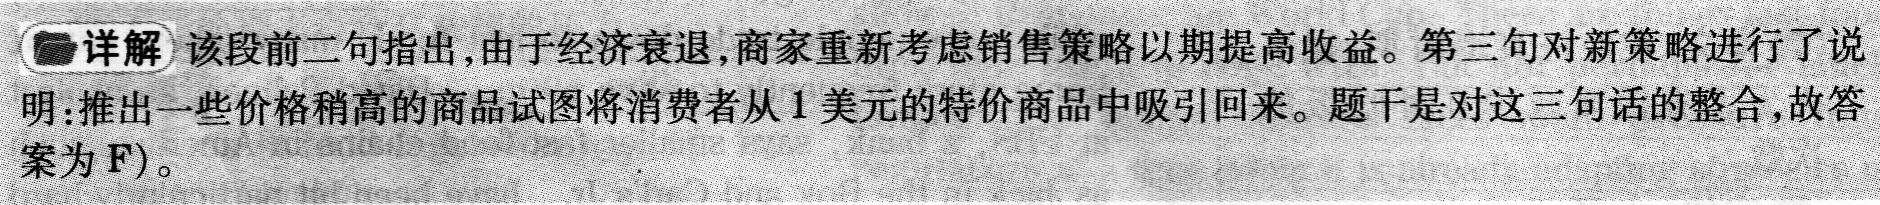 详解 该段前二句指出,由于经济衰退,商家重新考虑销售策略以期提高收益。第三句对新策略进行了说
明:推出一些价格稍高的商品试图将消费者从1美元的特价商品中吸引回来。题干是对这三句话的整合,故答
案为F)。